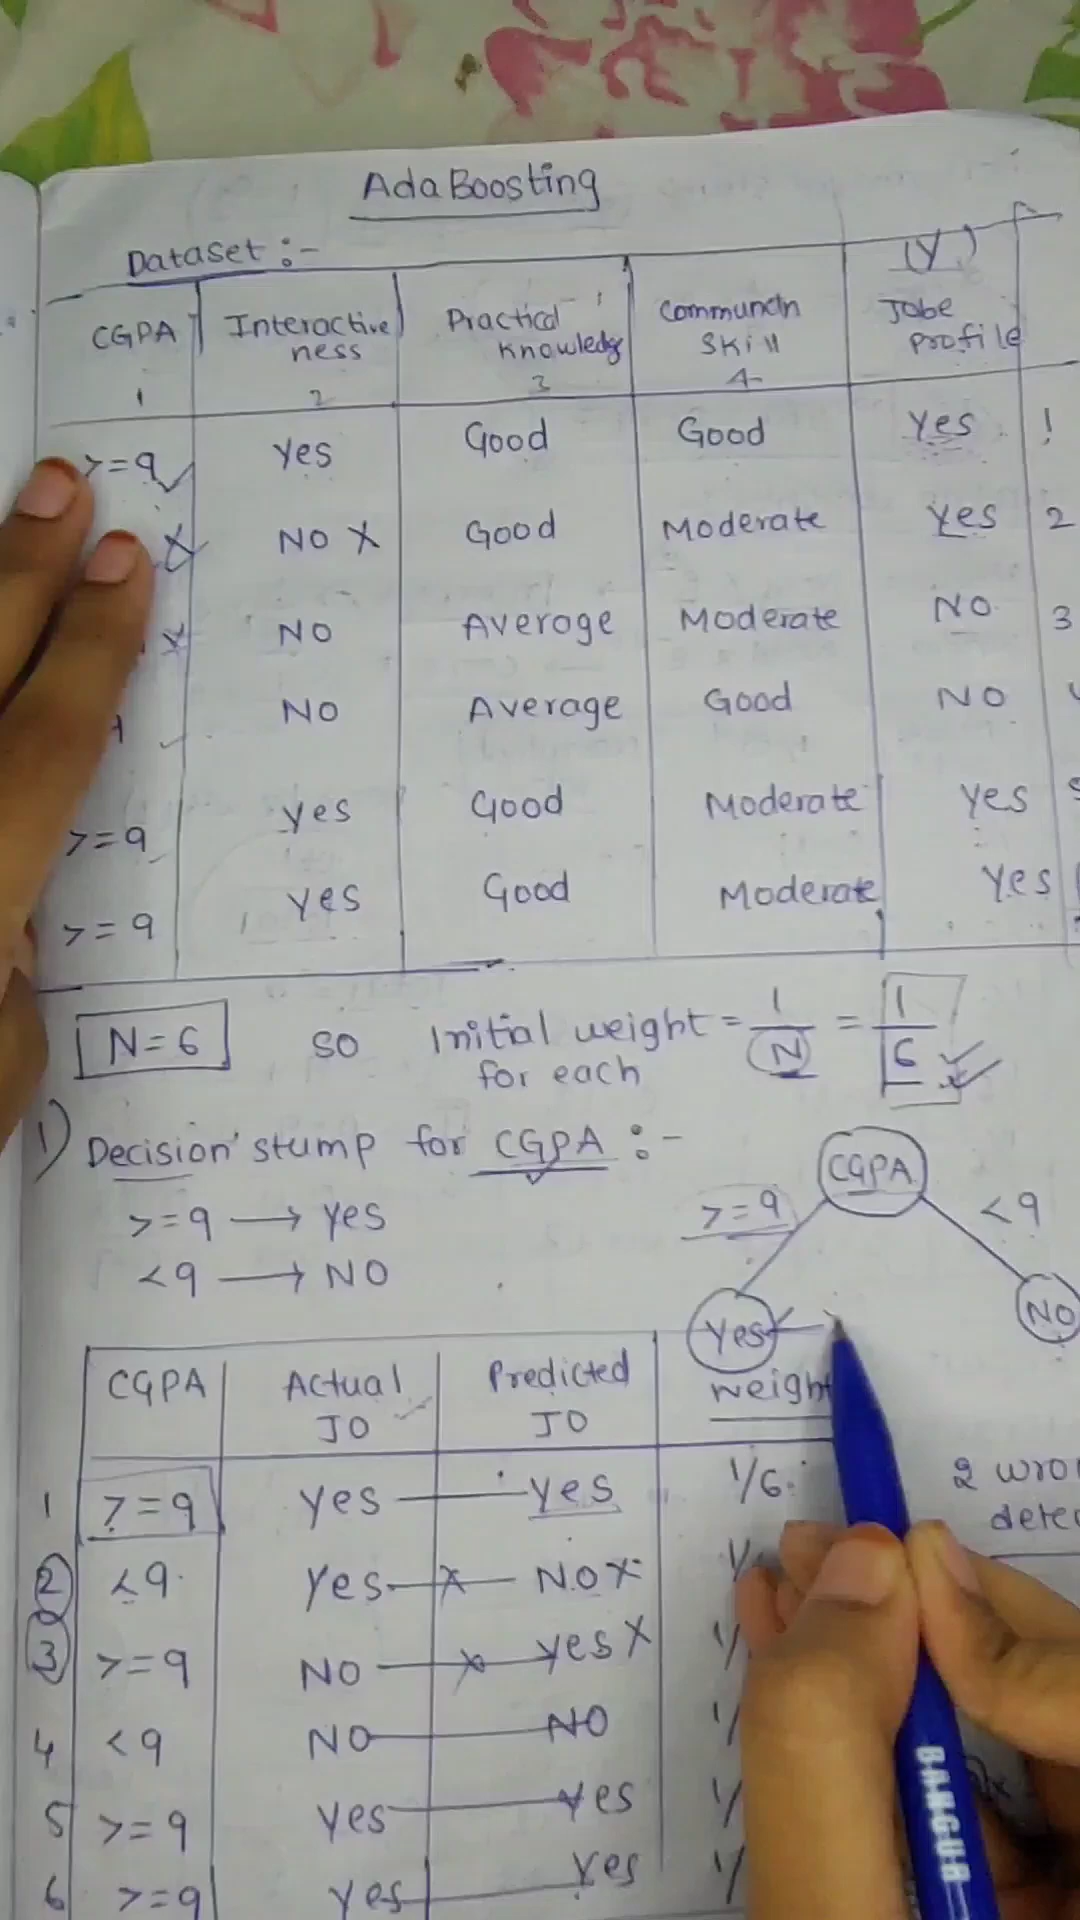 AdaBoosting
Dataset :-
(Y)
CGPA Interactive Practical Communctn Jobe
ness Knowledge Skill Profile
1 2 3 4
>=9 Yes Good Good Yes 1
NO X Good Moderate Yes 2
NO Average Moderate NO 3
NO Average Good NO
>=9 Yes Good Moderate Yes
>=9 Yes Good Moderate Yes
N=6 so Initial weight = 1/N = 1/6
for each
1) Decision stump for CGPA :-
CGPA
>=9 → Yes >=9 <9
<9 → NO
Yes NO
CGPA Actual Predicted weight
JO JO
1 >=9 Yes Yes 1/6
2 <9 Yes X NO X
3 >=9 NO X Yes X
4 <9 NO NO
5 >=9 Yes Yes
6 >=9 Yes Yes
2
BANGUR